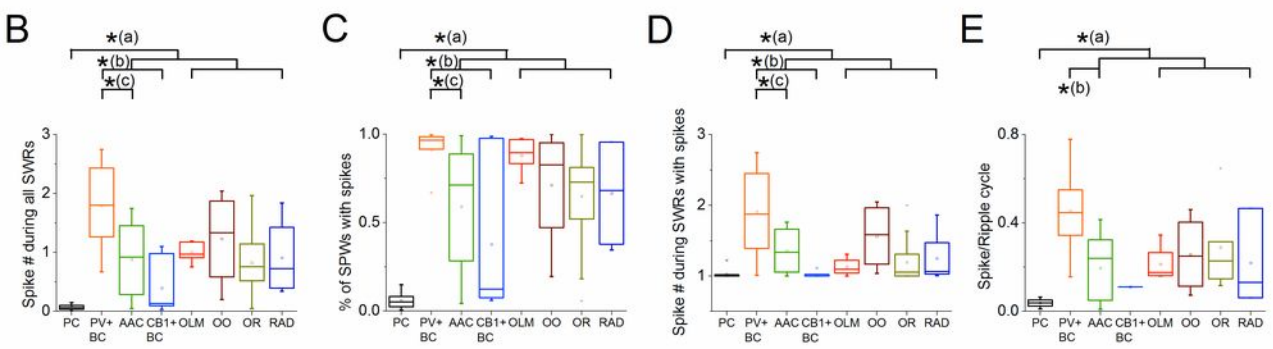 B
*(a)
*(b)
*(c)
Spike # during all SWRs
3
2
1
0
PC PV+ AAC CB1+ OLM OO OR RAD
BC BC
C
*(a)
*(b)
*(c)
% of SPWs with spikes
1.0
0.5
0.0
PC PV+ AAC CB1+ OLM OO OR RAD
BC BC
D
*(a)
*(b)
*(c)
Spike # during SWRs with spikes
3
2
1
PC PV+ AAC CB1+ OLM OO OR RAD
BC BC
E
*(a)
*(b)
Spike/Ripple cycle
0.8
0.4
0.0
PC PV+ AAC CB1+ OLM OO OR RAD
BC BC